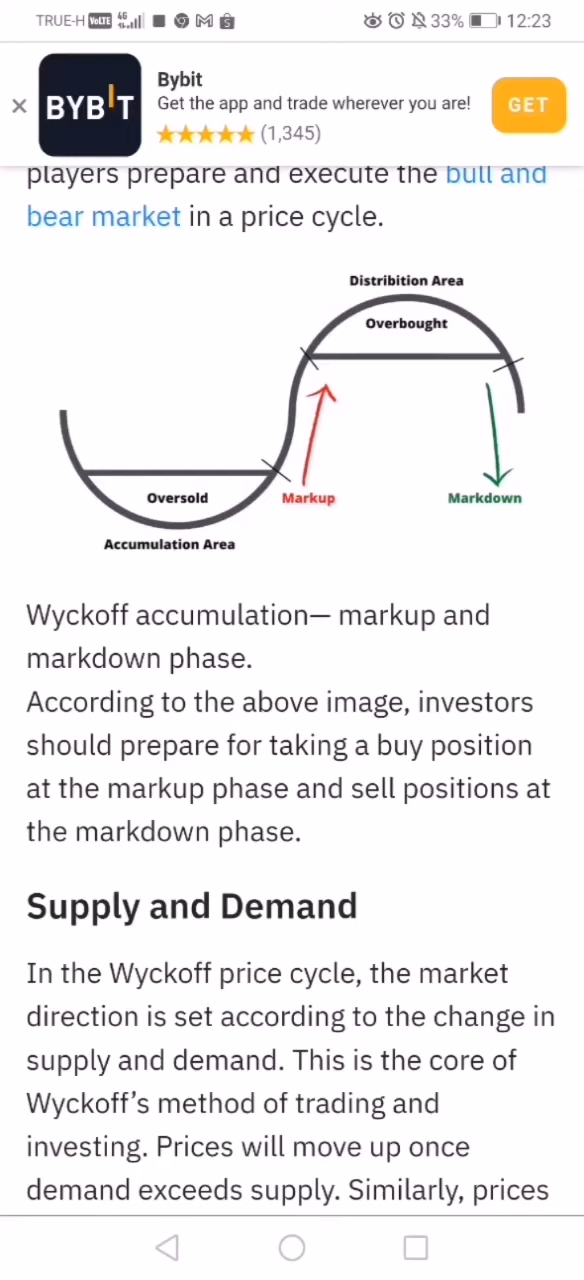 TRUE-H VoLTE 4G 33% 12:23
Bybit
BYBIT
Get the app and trade wherever you are!
GET
(1,345)
players prepare and execute the bull and
bear market in a price cycle.
Distribition Area
Overbought
Oversold
Markup
Markdown
Accumulation Area
Wyckoff accumulation— markup and
markdown phase.
According to the above image, investors
should prepare for taking a buy position
at the markup phase and sell positions at
the markdown phase.
Supply and Demand
In the Wyckoff price cycle, the market
direction is set according to the change in
supply and demand. This is the core of
Wyckoff’s method of trading and
investing. Prices will move up once
demand exceeds supply. Similarly, prices